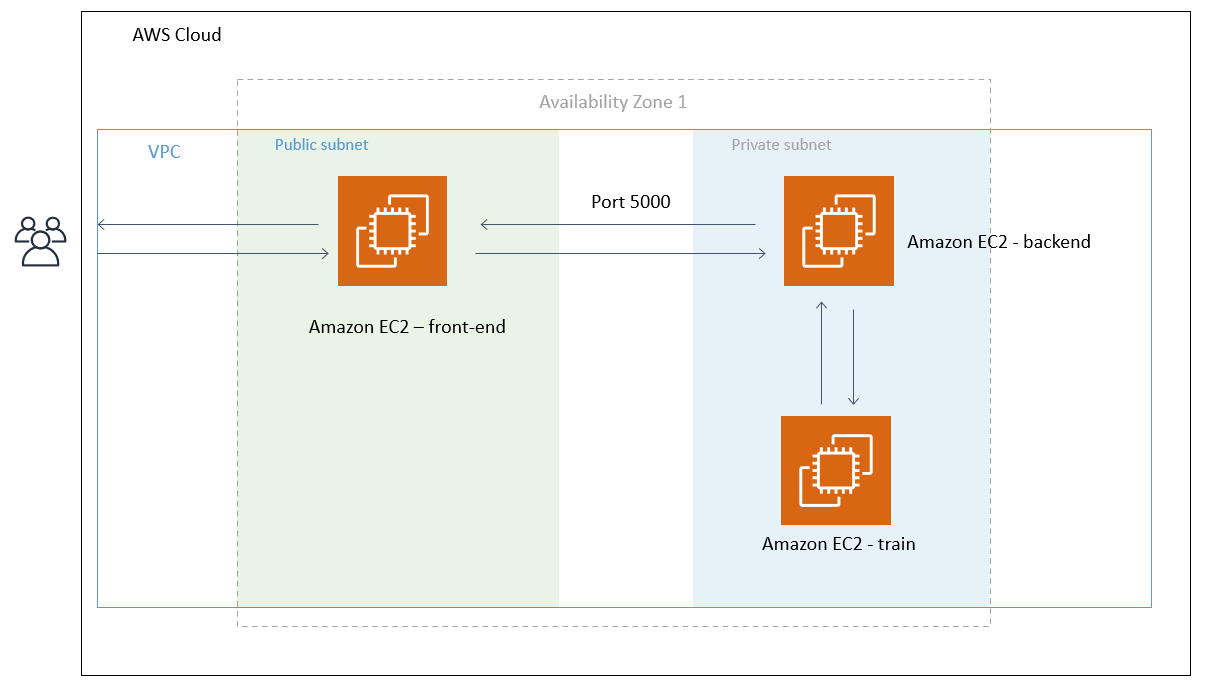 AWS Cloud
Availability Zone 1
VPC
Public subnet
Private subnet
Port 5000
Amazon EC2 - backend
Amazon EC2 – front-end
Amazon EC2 - train